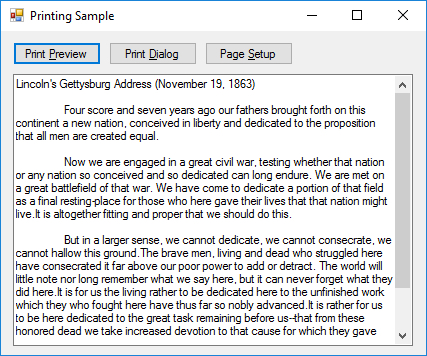 Printing Sample
Print Preview
Print Dialog
Page Setup
Lincoln's Gettysburg Address (November 19, 1863)
Four score and seven years ago our fathers brought forth on this
continent a new nation, conceived in liberty and dedicated to the proposition
that all men are created equal.
Now we are engaged in a great civil war, testing whether that nation
or any nation so conceived and so dedicated can long endure. We are met on
a great battlefield of that war. We have come to dedicate a portion of that field
as a final resting-place for those who here gave their lives that that nation might
live.It is altogether fitting and proper that we should do this.
But in a larger sense, we cannot dedicate, we cannot consecrate, we
cannot hallow this ground.The brave men, living and dead who struggled here
have consecrated it far above our poor power to add or detract. The world will
little note nor long remember what we say here, but it can never forget what they
did here.It is for us the living rather to be dedicated here to the unfinished work
which they who fought here have thus far so nobly advanced.It is rather for us
to be here dedicated to the great task remaining before us--that from these
honored dead we take increased devotion to that cause for which they gave